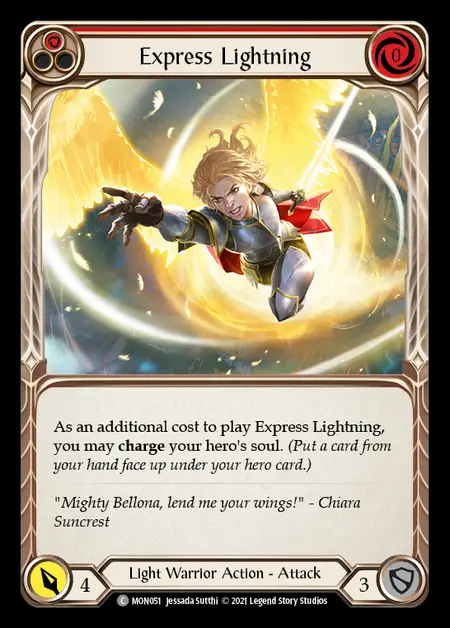 Express Lightning
0
As an additional cost to play Express Lightning,
you may charge your hero's soul. (Put a card from
your hand face up under your hero card.)
"Mighty Bellona, lend me your wings!" - Chiara
Suncrest
4
Light Warrior Action - Attack
3
C MON051 Jessada Sutthi © 2021 Legend Story Studios